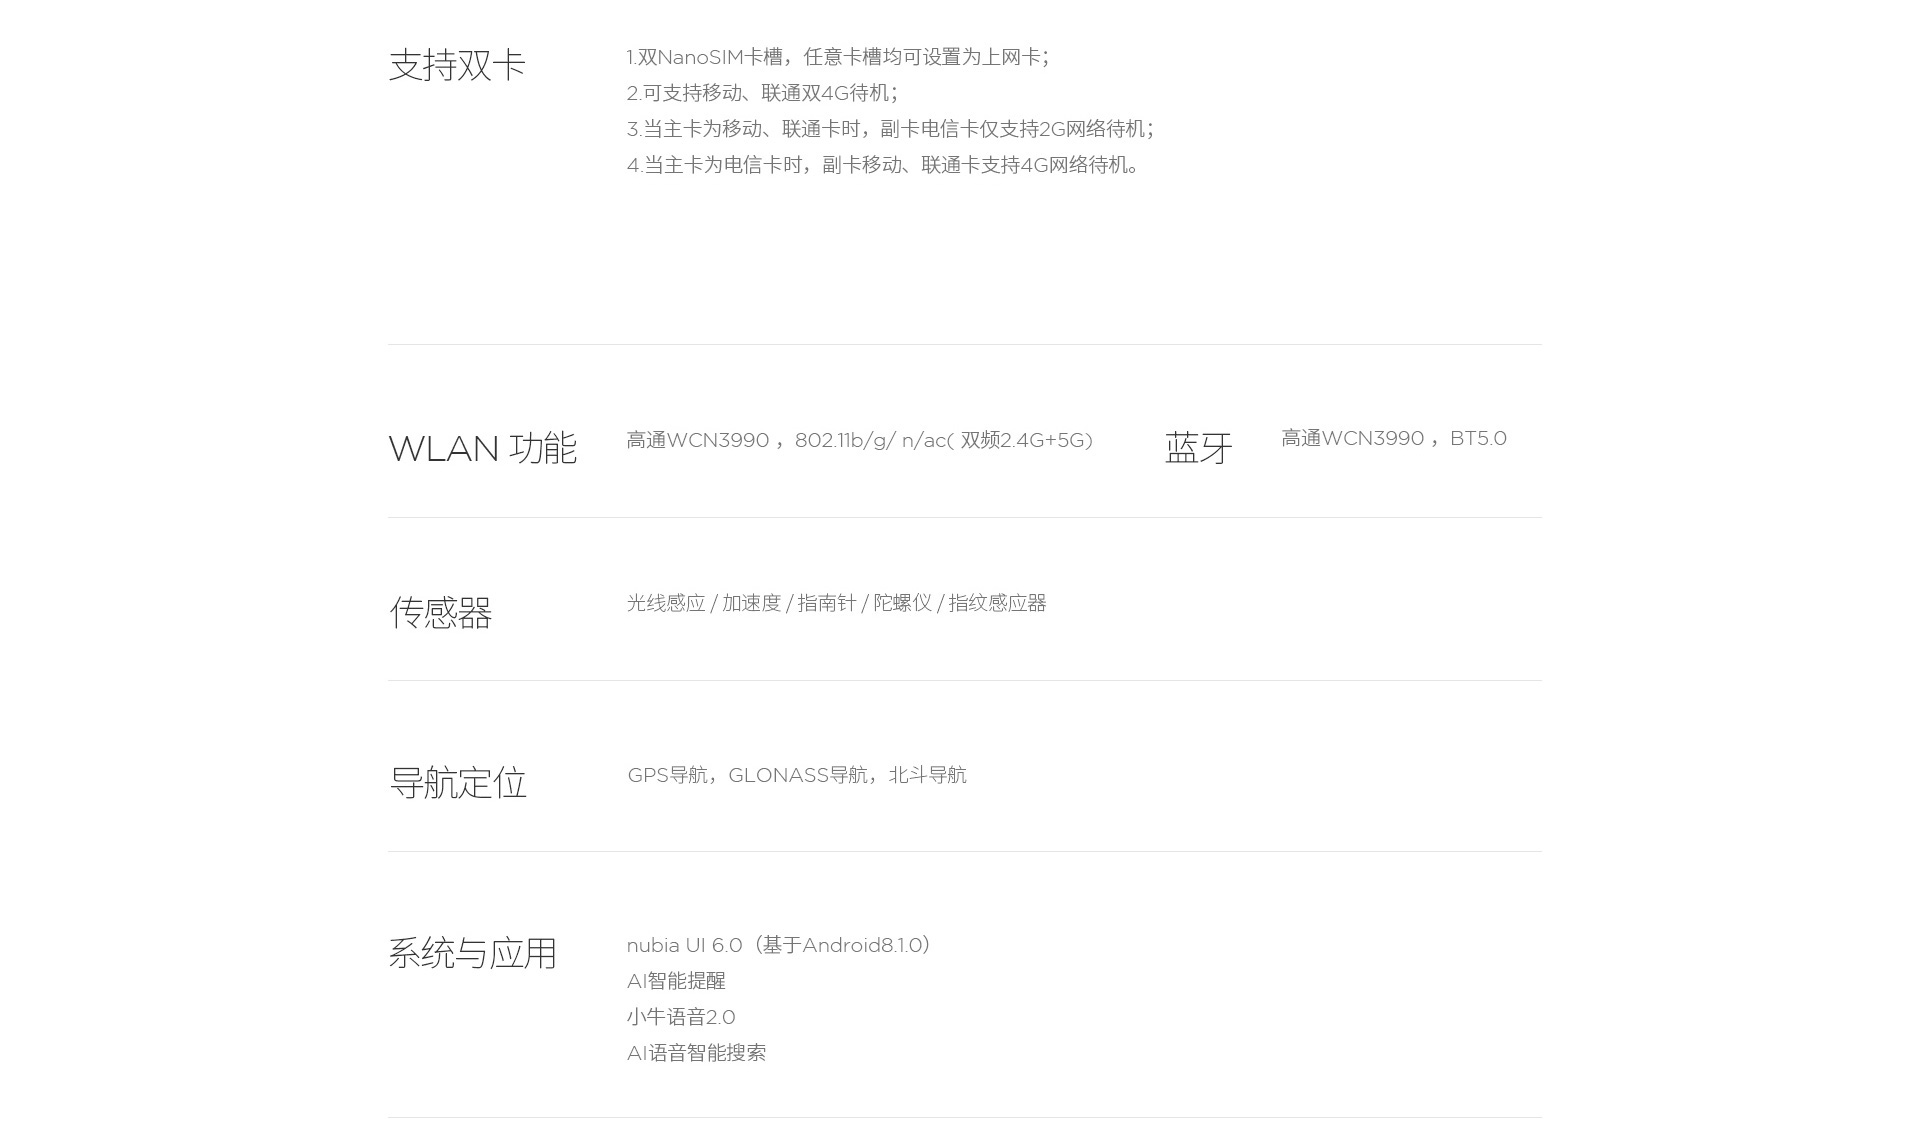 支持双卡
1.双NanoSIM卡槽，任意卡槽均可设置为上网卡；
2.可支持移动、联通双4G待机；
3.当主卡为移动、联通卡时，副卡电信卡仅支持2G网络待机；
4.当主卡为电信卡时，副卡移动、联通卡支持4G网络待机。
WLAN 功能
高通WCN3990 ，802.11b/g/ n/ac( 双频2.4G+5G)
蓝牙
高通WCN3990 ，BT5.0
传感器
光线感应 / 加速度 / 指南针 / 陀螺仪 / 指纹感应器
导航定位
GPS导航，GLONASS导航，北斗导航
系统与应用
nubia UI 6.0（基于Android8.1.0）
AI智能提醒
小牛语音2.0
AI语音智能搜索